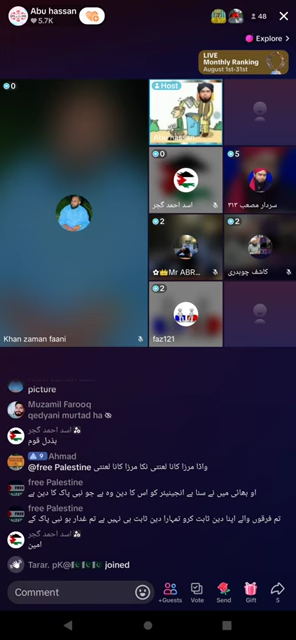 Abu hassan
5.7K
48
Explore >
LIVE
Monthly Ranking
August 1st-31st
0
Host
0
5
اسد احمد گجر
سردار مصعب ۳۱۳
2
2
Mr ABR...
کاشف چوہدری
2
Khan zaman faani
faz121
picture
Muzamil Farooq
qedyani murtad ha
اسد احمد گجر
بذدل قوم
9 Ahmad
@free Palestine واڈا مرزا کانا لعنتی نکا مرزا کانا لعنتی
free Palestine
او بھائی میں نے سنا ہے انجینیئر کو اس کا دین وہ ہے جو نبی پاک کا دین ہے
free Palestine
تم فرقوں والے اپنا دین ثابت کرو تمہارا دین ثابت ہی نہیں ہے تم غدار ہو نبی پاک کے
اسد احمد گجر
امین
Tarar. pK@ joined
Comment
+Guests
Vote
Send
Gift
5